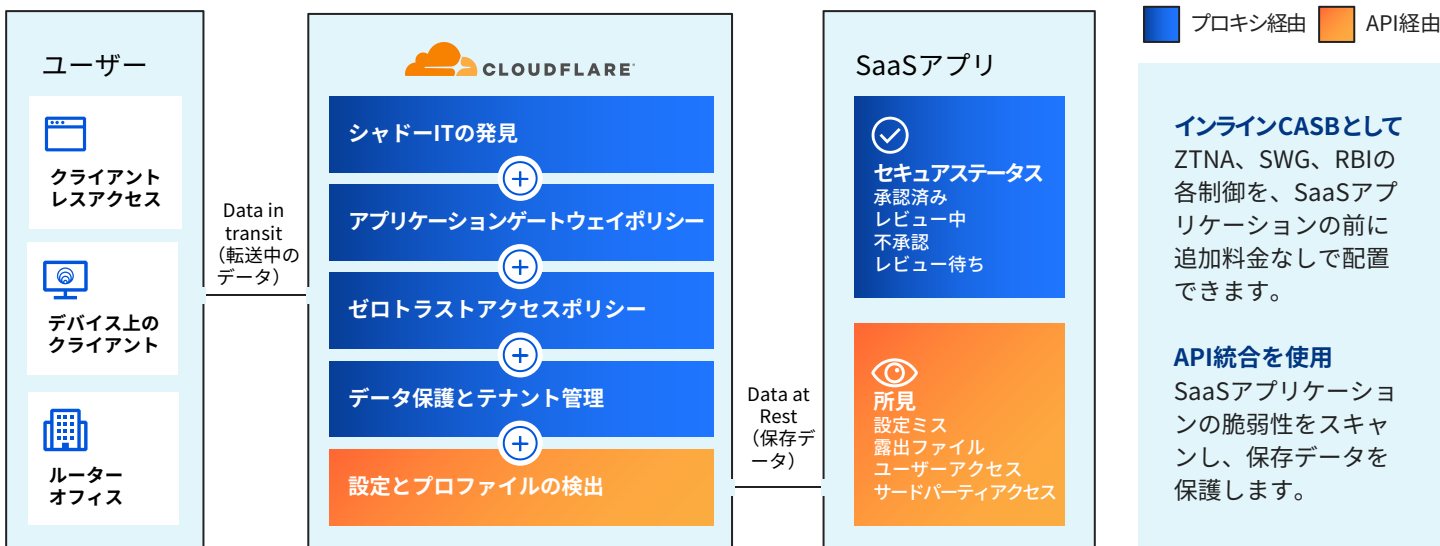 プロキシ経由
API経由
ユーザー
クライアント
レスアクセス
デバイス上の
クライアント
ルーター
オフィス
Data in
transit
（転送中の
データ）
CLOUDFLARE
シャドーITの発見
アプリケーションゲートウェイポリシー
ゼロトラストアクセスポリシー
データ保護とテナント管理
設定とプロファイルの検出
Data at
Rest
（保存デ
ータ）
SaaSアプリ
セキュアステータス
承認済み
レビュー中
不承認
レビュー待ち
所見
設定ミス
露出ファイル
ユーザーアクセス
サードパーティアクセス
インラインCASBとして
ZTNA、SWG、RBIの
各制御を、SaaSアプ
リケーションの前に
追加料金なしで配置
できます。
API統合を使用
SaaSアプリケーショ
ンの脆弱性をスキャ
ンし、保存データを
保護します。